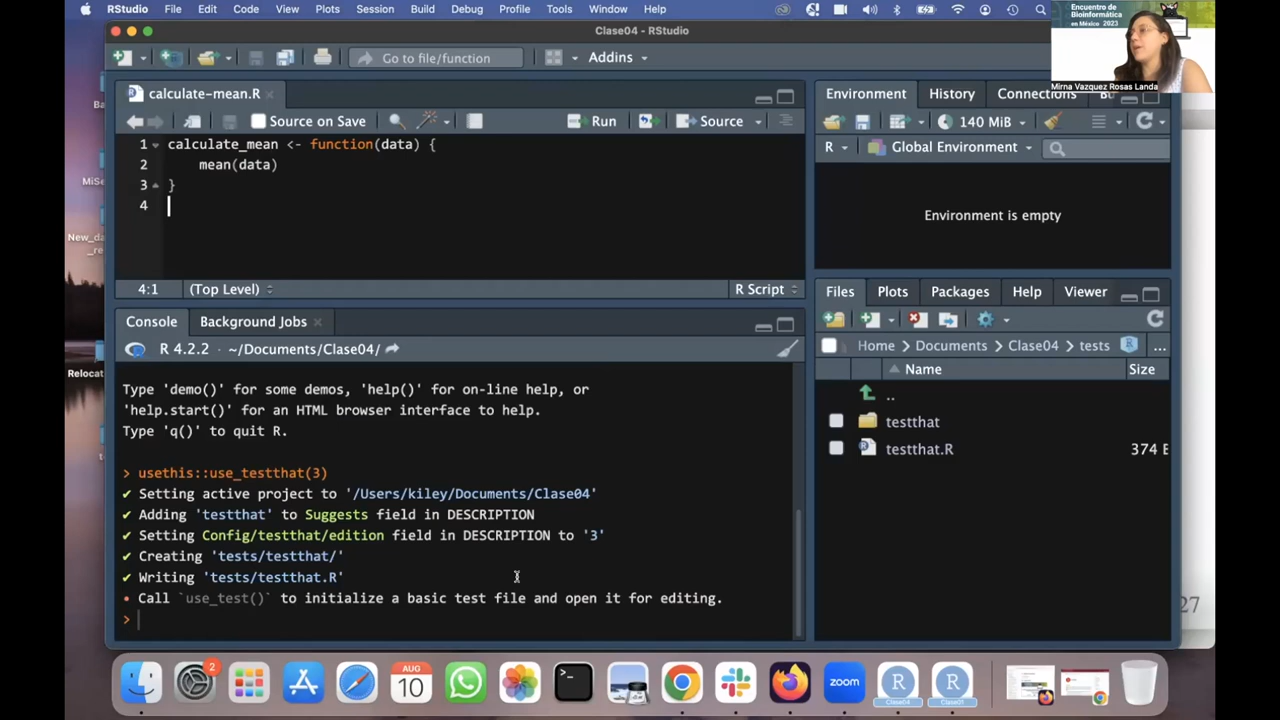 RStudio File Edit Code View Plots Session Build Debug Profile Tools Window Help
Encuentro de
Bioinformática
en México 2023
Mirna Vazquez Rosas Landa
Clase04 - RStudio
Go to file/function
Addins
calculate-mean.R
Source on Save
Run
Source
1 calculate_mean <- function(data) {
2 mean(data)
3 }
4
4:1 (Top Level)
R Script
Console
Background Jobs
R 4.2.2 · ~/Documents/Clase04/
Type 'demo()' for some demos, 'help()' for on-line help, or
'help.start()' for an HTML browser interface to help.
Type 'q()' to quit R.
> usethis::use_testthat(3)
✔ Setting active project to '/Users/kiley/Documents/Clase04'
✔ Adding 'testthat' to Suggests field in DESCRIPTION
✔ Setting Config/testthat/edition field in DESCRIPTION to '3'
✔ Creating 'tests/testthat/'
✔ Writing 'tests/testthat.R'
• Call `use_test()` to initialize a basic test file and open it for editing.
>
Environment History Connections
140 MiB
R Global Environment
Environment is empty
Files Plots Packages Help Viewer
Home > Documents > Clase04 > tests
...
Name Size
..
testthat
testthat.R 374 B
27
2
AUG
10
zoom
Clase04
Clase01